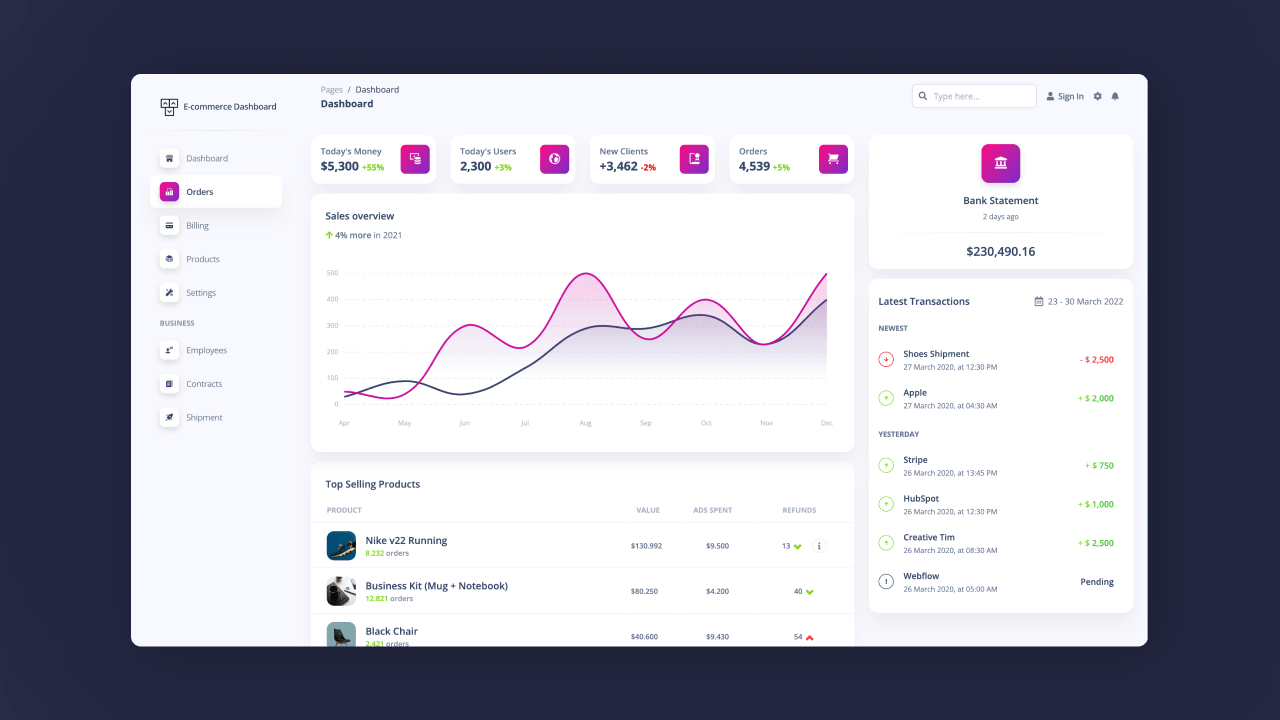 E-commerce Dashboard
Dashboard
Orders
Billing
Products
Settings
BUSINESS
Employees
Contracts
Shipment
Pages / Dashboard
Dashboard
Type here...
Sign In
Today's Money
$5,300 +55%
Today's Users
2,300 +3%
New Clients
+3,462 -2%
Orders
4,539 +5%
Sales overview
4% more in 2021
500
400
300
200
100
0
Apr May Jun Jul Aug Sep Oct Nov Dec
Top Selling Products
PRODUCT VALUE ADS SPENT REFUNDS
Nike v22 Running
8.232 orders
$130.992 $9.500 13
Business Kit (Mug + Notebook)
12.821 orders
$80.250 $4.200 40
Black Chair
2.421 orders
$40.600 $9.430 54
Bank Statement
2 days ago
$230,490.16
Latest Transactions
23 - 30 March 2022
NEWEST
Shoes Shipment
27 March 2020, at 12:30 PM
- $ 2,500
Apple
27 March 2020, at 04:30 AM
+ $ 2,000
YESTERDAY
Stripe
26 March 2020, at 13:45 PM
+ $ 750
HubSpot
26 March 2020, at 12:30 PM
+ $ 1,000
Creative Tim
26 March 2020, at 08:30 AM
+ $ 2,500
Webflow
26 March 2020, at 05:00 AM
Pending